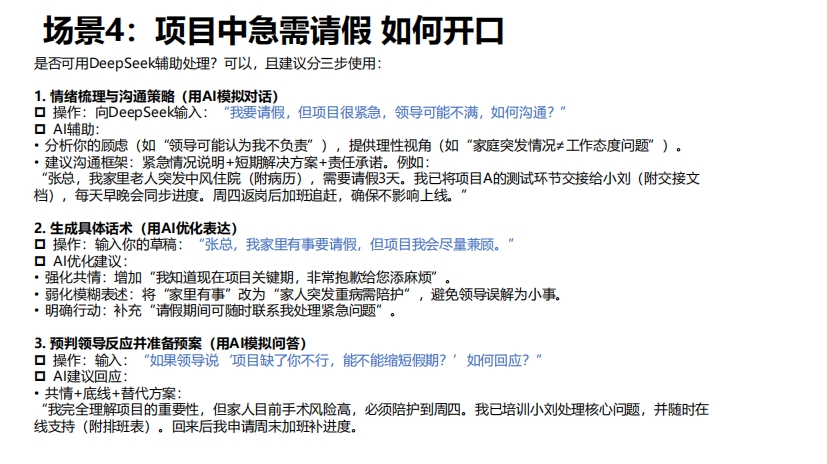 场景4：项目中急需请假 如何开口
是否可用DeepSeek辅助处理？可以，且建议分三步使用：
1. 情绪梳理与沟通策略（用AI模拟对话）
□ 操作：向DeepSeek输入：“我要请假，但项目很紧急，领导可能不满，如何沟通？”
□ AI辅助：
• 分析你的顾虑（如“领导可能认为我不负责”），提供理性视角（如“家庭突发情况≠工作态度问题”）。
• 建议沟通框架：紧急情况说明+短期解决方案+责任承诺。例如：
“张总，我家里老人突发中风住院（附病历），需要请假3天。我已将项目A的测试环节交接给小刘（附交接文
档），每天早晚会同步进度。周四返岗后加班追赶，确保不影响上线。”
2. 生成具体话术（用AI优化表达）
□ 操作：输入你的草稿：“张总，我家里有事要请假，但项目我会尽量兼顾。”
□ AI优化建议：
• 强化共情：增加“我知道现在项目关键期，非常抱歉给您添麻烦”。
• 弱化模糊表述：将“家里有事”改为“家人突发重病需陪护”，避免领导误解为小事。
• 明确行动：补充“请假期间可随时联系我处理紧急问题”。
3. 预判领导反应并准备预案（用AI模拟问答）
□ 操作：输入：“如果领导说‘项目缺了你不行，能不能缩短假期？’如何回应？”
□ AI建议回应：
• 共情+底线+替代方案：
“我完全理解项目的重要性，但家人目前手术风险高，必须陪护到周四。我已培训小刘处理核心问题，并随时在
线支持（附排班表）。回来后我申请周末加班补进度。